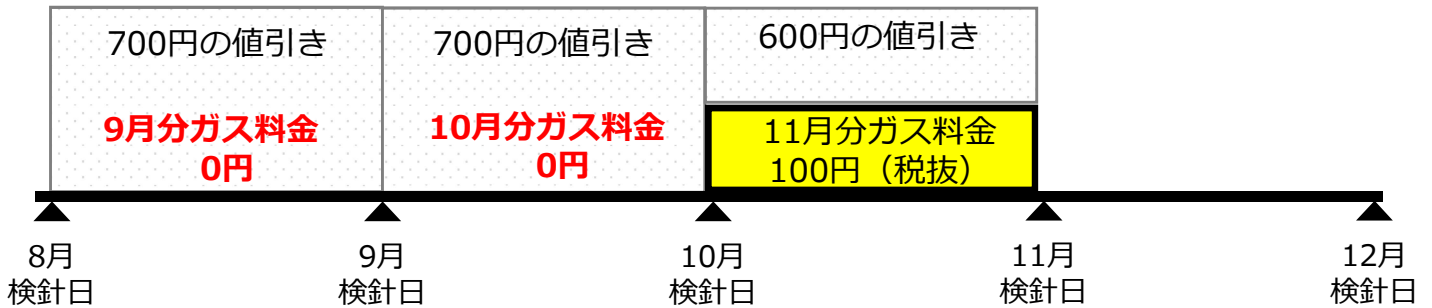 700円の値引き
9月分ガス料金
0円
700円の値引き
10月分ガス料金
0円
600円の値引き
11月分ガス料金
100円（税抜）
8月
検針日
9月
検針日
10月
検針日
11月
検針日
12月
検針日